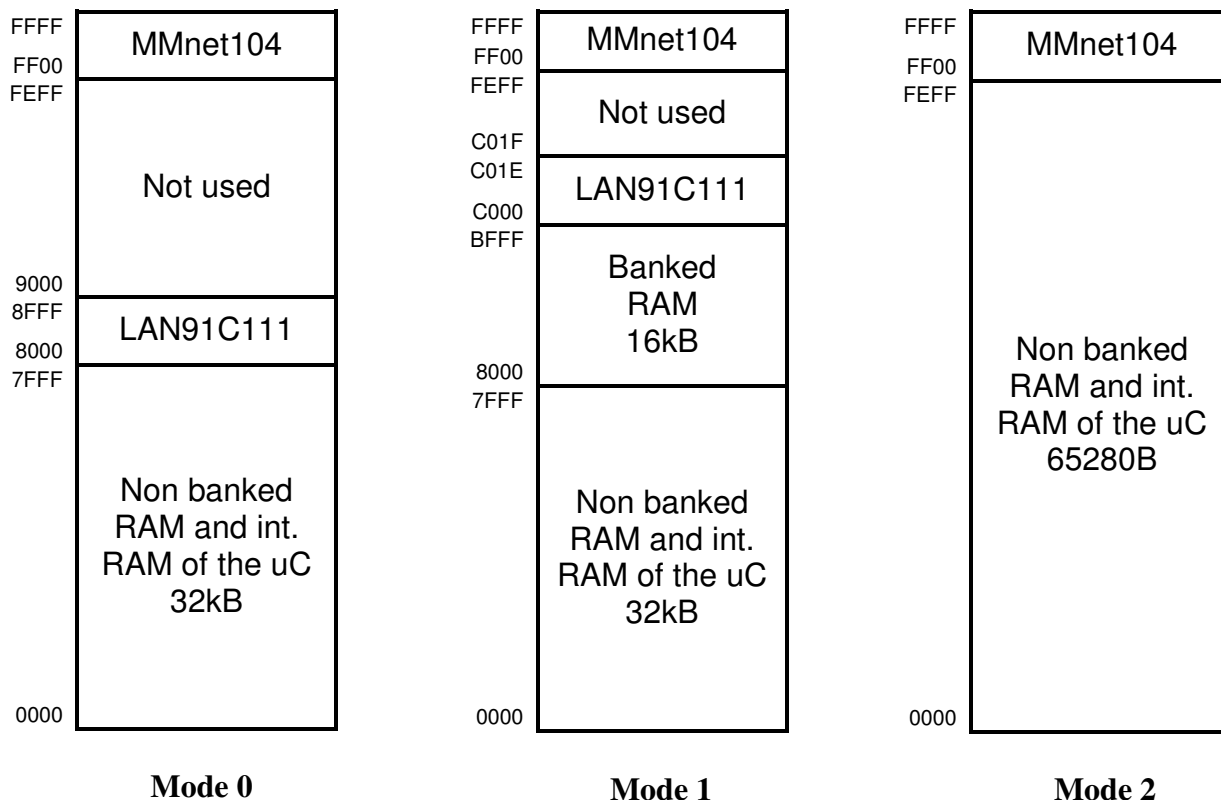 FFFF
MMnet104
FF00
FEFF
Not used
9000
8FFF
LAN91C111
8000
7FFF
Non banked
RAM and int.
RAM of the uC
32kB
0000
Mode 0
FFFF
MMnet104
FF00
FEFF
Not used
C01F
C01E
LAN91C111
C000
BFFF
Banked
RAM
16kB
8000
7FFF
Non banked
RAM and int.
RAM of the uC
32kB
0000
Mode 1
FFFF
MMnet104
FF00
FEFF
Non banked
RAM and int.
RAM of the uC
65280B
0000
Mode 2